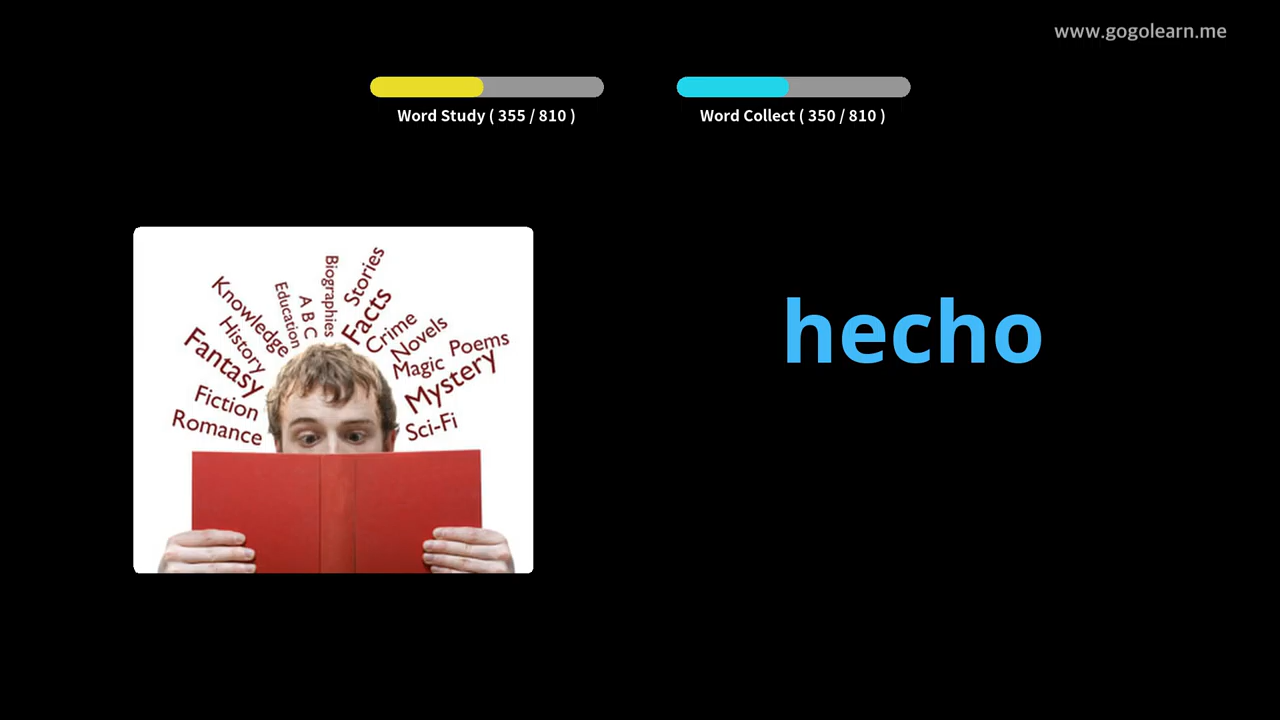 www.gogolearn.me
Word Study ( 355 / 810 )
Word Collect ( 350 / 810 )
hecho
Romance
Fiction
Fantasy
History
Knowledge
Education
A B C
Biographies
Stories
Facts
Crime
Novels
Magic
Poems
Mystery
Sci-Fi